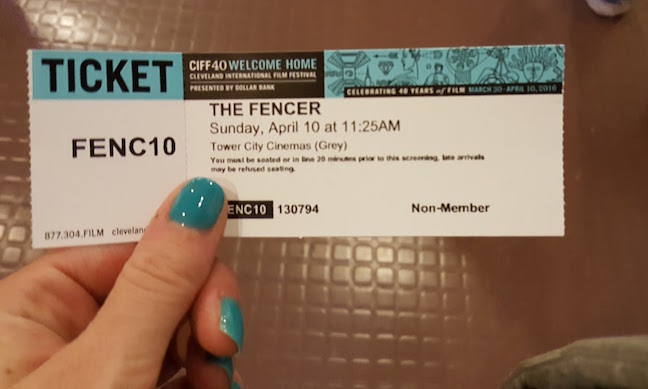 TICKET
CIFF40 WELCOME HOME
CLEVELAND INTERNATIONAL FILM FESTIVAL
PRESENTED BY DOLLAR BANK
CELEBRATING 40 YEARS of FILM MARCH 30-APRIL 10, 2016
FENC10
THE FENCER
Sunday, April 10 at 11:25AM
Tower City Cinemas (Grey)
You must be seated or in line 20 minutes prior to this screening, late arrivals
may be refused seating.
ENC10 130794 Non-Member
877.304.FILM clevelan